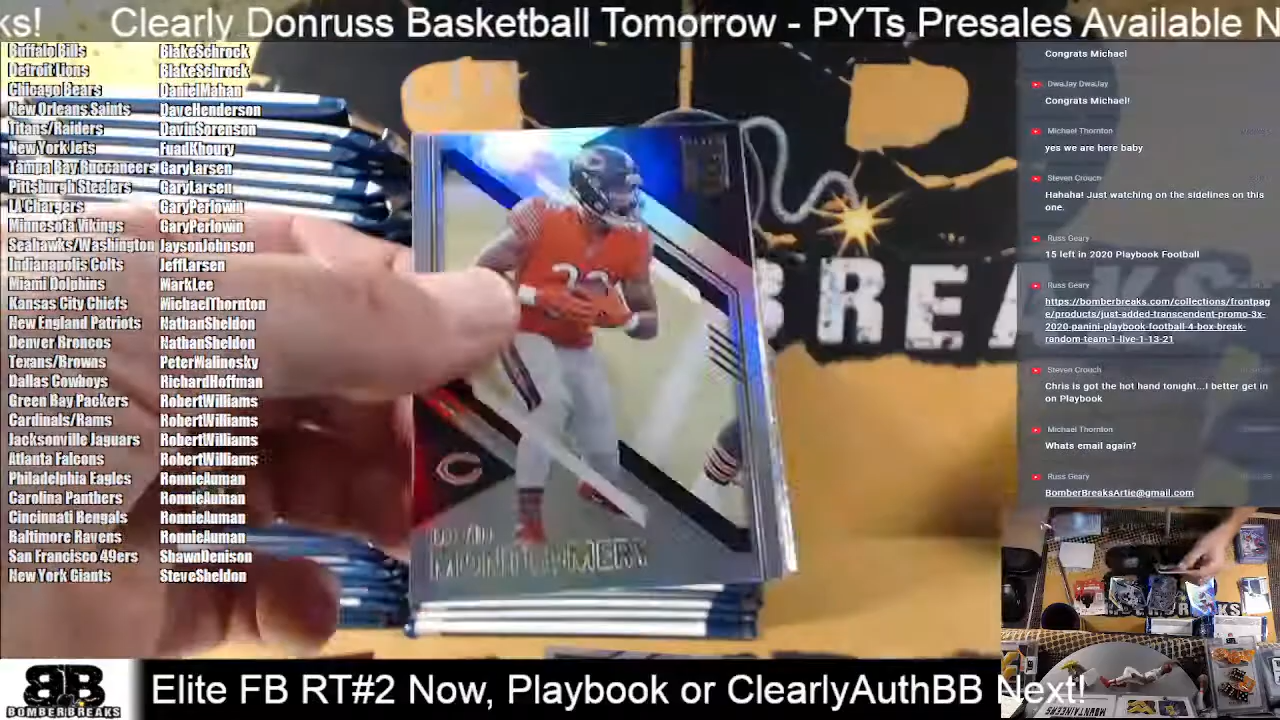 ks! Clearly Donruss Basketball Tomorrow - PYTs Presales Available N
Buffalo Bills BlakeSchrock
Detroit Lions BlakeSchrock
Chicago Bears DanielMahan
New Orleans Saints DaveHenderson
Titans/Raiders DavinSorenson
New York Jets FuadKhoury
Tampa Bay Buccaneers GaryLarsen
Pittsburgh Steelers GaryLarsen
LA Chargers GaryPerlowin
Minnesota Vikings GaryPerlowin
Seahawks/Washington JaysonJohnson
Indianapolis Colts JeffLarsen
Miami Dolphins MarkLee
Kansas City Chiefs MichaelThornton
New England Patriots NathanSheldon
Denver Broncos NathanSheldon
Texans/Browns PeterMalinosky
Dallas Cowboys RichardHoffman
Green Bay Packers RobertWilliams
Cardinals/Rams RobertWilliams
Jacksonville Jaguars RobertWilliams
Atlanta Falcons RobertWilliams
Philadelphia Eagles RonnieAuman
Carolina Panthers RonnieAuman
Cincinnati Bengals RonnieAuman
Baltimore Ravens RonnieAuman
San Francisco 49ers ShawnDenison
New York Giants SteveSheldon
BREAKS
MONTGOMERY
Congrats Michael
DwaJay DwaJay
Congrats Michael!
Michael Thornton
yes we are here baby
Steven Crouch
Hahaha! Just watching on the sidelines on this
one.
Russ Geary
15 left in 2020 Playbook Football
Russ Geary
https://bomberbreaks.com/collections/frontpag
e/products/just-added-transcendent-promo-3x-
2020-panini-playbook-football-4-box-break-
random-team-1-live-1-13-21
Steven Crouch
Chris is got the hot hand tonight...I better get in
on Playbook
Michael Thornton
Whats email again?
Russ Geary
BomberBreaksArtie@gmail.com
MOUNTAINEERS
BB
BOMBERBREAKS
Elite FB RT#2 Now, Playbook or ClearlyAuthBB Next!